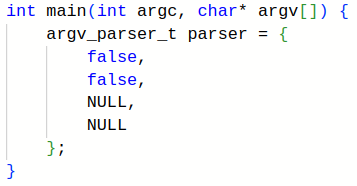 int main(int argc, char* argv[]) {
    argv_parser_t parser = {
        false,
        false,
        NULL,
        NULL
    };
}